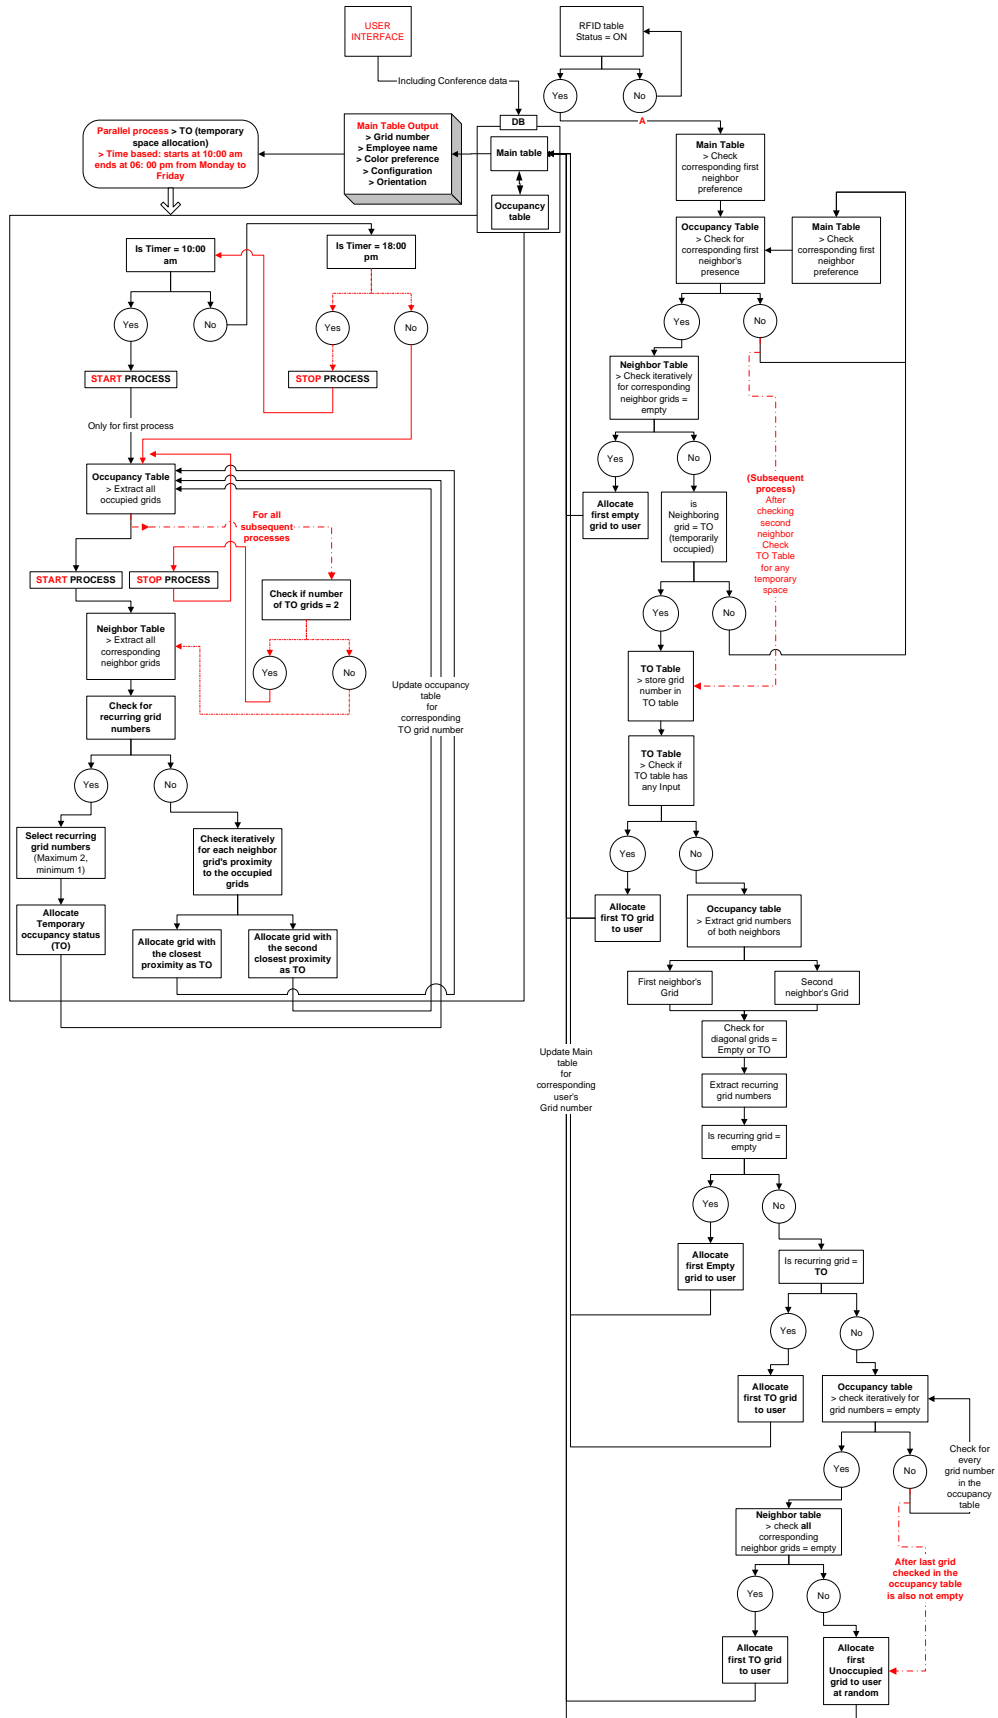 USER
INTERFACE
RFID table
Status = ON
Yes
No
Including Conference data
A
DB
Main table
Occupancy
table
Main Table Output
> Grid number
> Employee name
> Color preference
> Configuration
> Orientation
Parallel process > TO (temporary
space allocation)
> Time based: starts at 10:00 am
ends at 06: 00 pm from Monday to
Friday
Main Table
> Check
corresponding first
neighbor
preference
Occupancy Table
> Check for
corresponding first
neighbor's
presence
Main Table
> Check
corresponding first
neighbor
preference
Is Timer = 10:00
am
Is Timer = 18:00
pm
Yes
No
Yes
No
Yes
No
START PROCESS
STOP PROCESS
Neighbor Table
> Check iteratively
for corresponding
neighbor grids =
empty
Only for first process
Yes
No
Occupancy Table
> Extract all
occupied grids
Allocate
first empty
grid to user
is
Neighboring
grid = TO
(temporarily
occupied)
(Subsequent
process)
After
checking
second
neighbor
Check
TO Table
for any
temporary
space
For all
subsequent
processes
START PROCESS
STOP PROCESS
Check if number
of TO grids = 2
Yes
No
Neighbor Table
> Extract all
corresponding
neighbor grids
Yes
No
TO Table
> store grid
number in
TO table
Update occupancy
table
for
corresponding
TO grid number
Check for
recurring grid
numbers
TO Table
> Check if
TO table has
any Input
Yes
No
Select recurring
grid numbers
(Maximum 2,
minimum 1)
Check iteratively
for each neighbor
grid's proximity
to the occupied
grids
Yes
No
Allocate
Temporary
occupancy status
(TO)
Allocate grid with
the closest
proximity as TO
Allocate grid with
the second
closest proximity
as TO
Allocate
first TO grid
to user
Occupancy table
> Extract grid numbers
of both neighbors
First neighbor's
Grid
Second
neighbor's Grid
Check for
diagonal grids =
Empty or TO
Update Main
table
for
corresponding
user's
Grid number
Extract recurring
grid numbers
Is recurring grid =
empty
Yes
No
Allocate
first Empty
grid to user
Is recurring grid =
TO
Yes
No
Allocate
first TO grid
to user
Occupancy table
> check iteratively for
grid numbers = empty
Yes
No
Check for
every
grid number
in the
occupancy
table
Neighbor table
> check all
corresponding
neighbor grids = empty
After last grid
checked in the
occupancy table
is also not empty
Yes
No
Allocate
first TO grid
to user
Allocate
first
Unoccupied
grid to user
at random